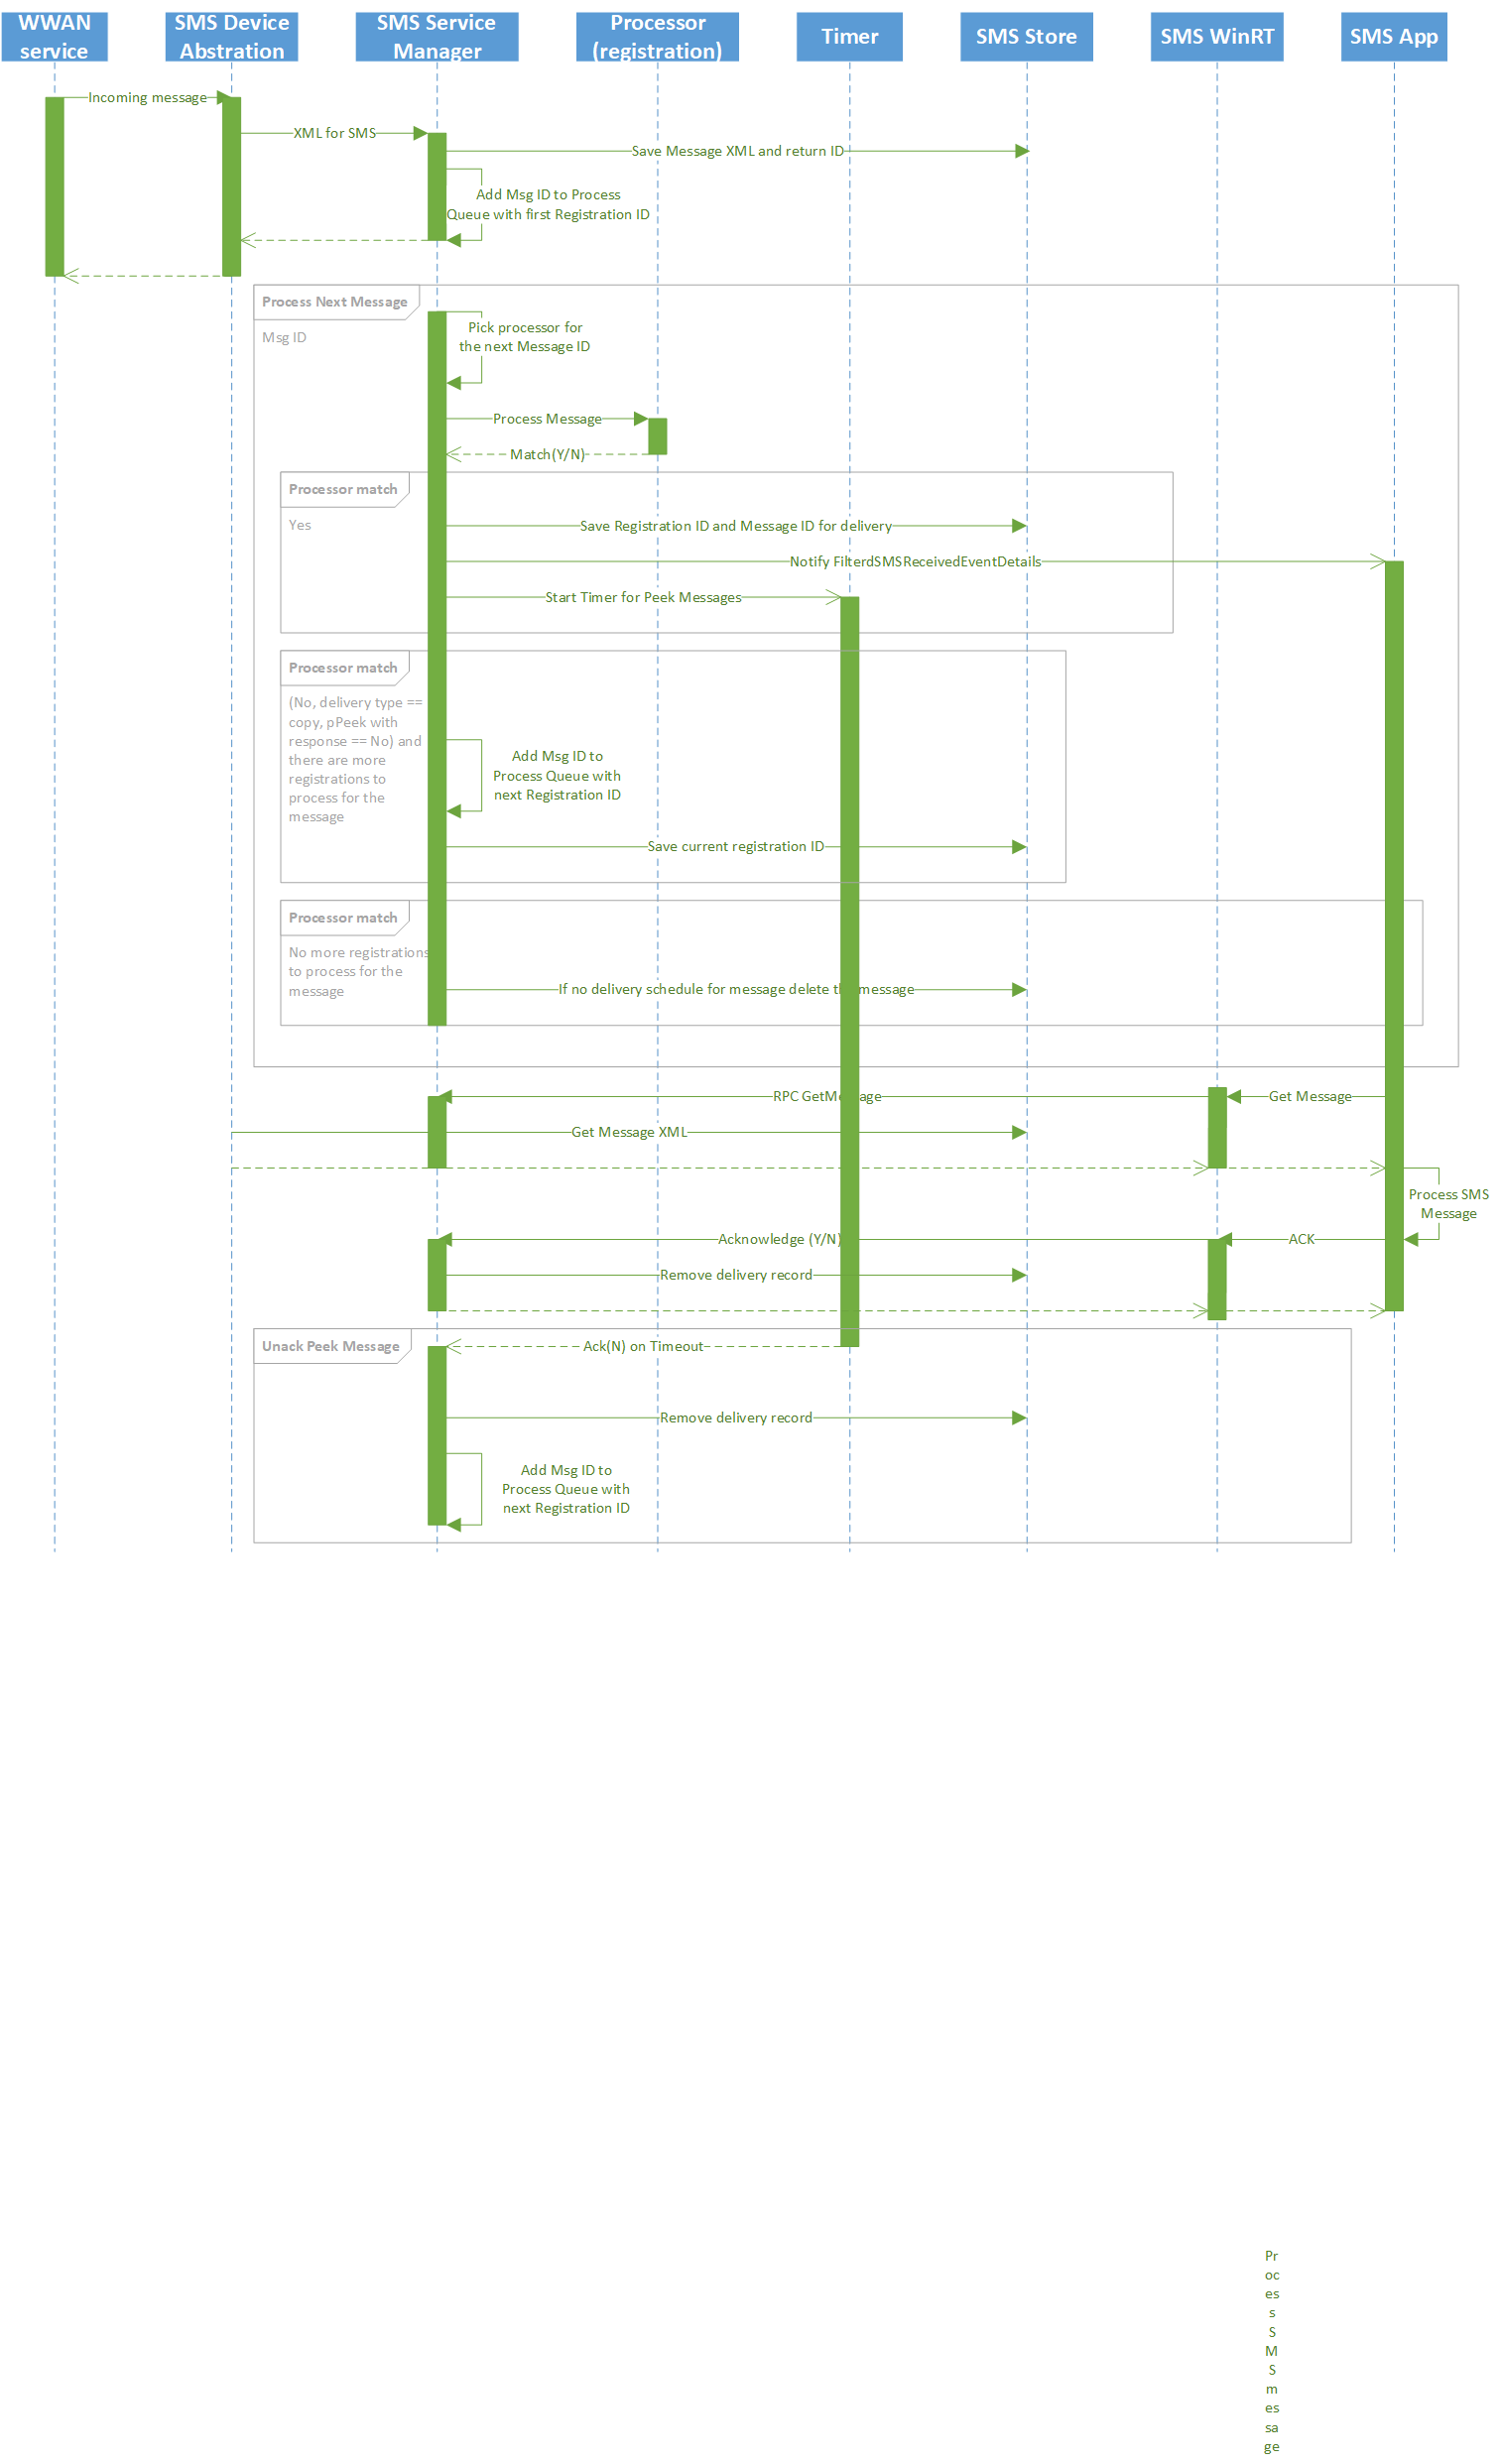 WWAN
service
SMS Device
Abstration
SMS Service
Manager
Processor
(registration)
Timer
SMS Store
SMS WinRT
SMS App
Incoming message
XML for SMS
Save Message XML and return ID
Add Msg ID to Process
Queue with first Registration ID
Process Next Message
Msg ID
Pick processor for
the next Message ID
Process Message
Match(Y/N)
Processor match
Yes
Save Registration ID and Message ID for delivery
Notify FilterdSMSReceivedEventDetails
Start Timer for Peek Messages
Processor match
(No, delivery type ==
copy, pPeek with
response == No) and
there are more
registrations to
process for the
message
Add Msg ID to
Process Queue with
next Registration ID
Save current registration ID
Processor match
No more registrations
to process for the
message
If no delivery schedule for message delete the message
RPC GetMessage
Get Message
Get Message XML
Process SMS
Message
Acknowledge (Y/N)
ACK
Remove delivery record
Unack Peek Message
Ack(N) on Timeout
Remove delivery record
Add Msg ID to
Process Queue with
next Registration ID
Pr
oc
es
s
S
M
S
m
es
sa
ge